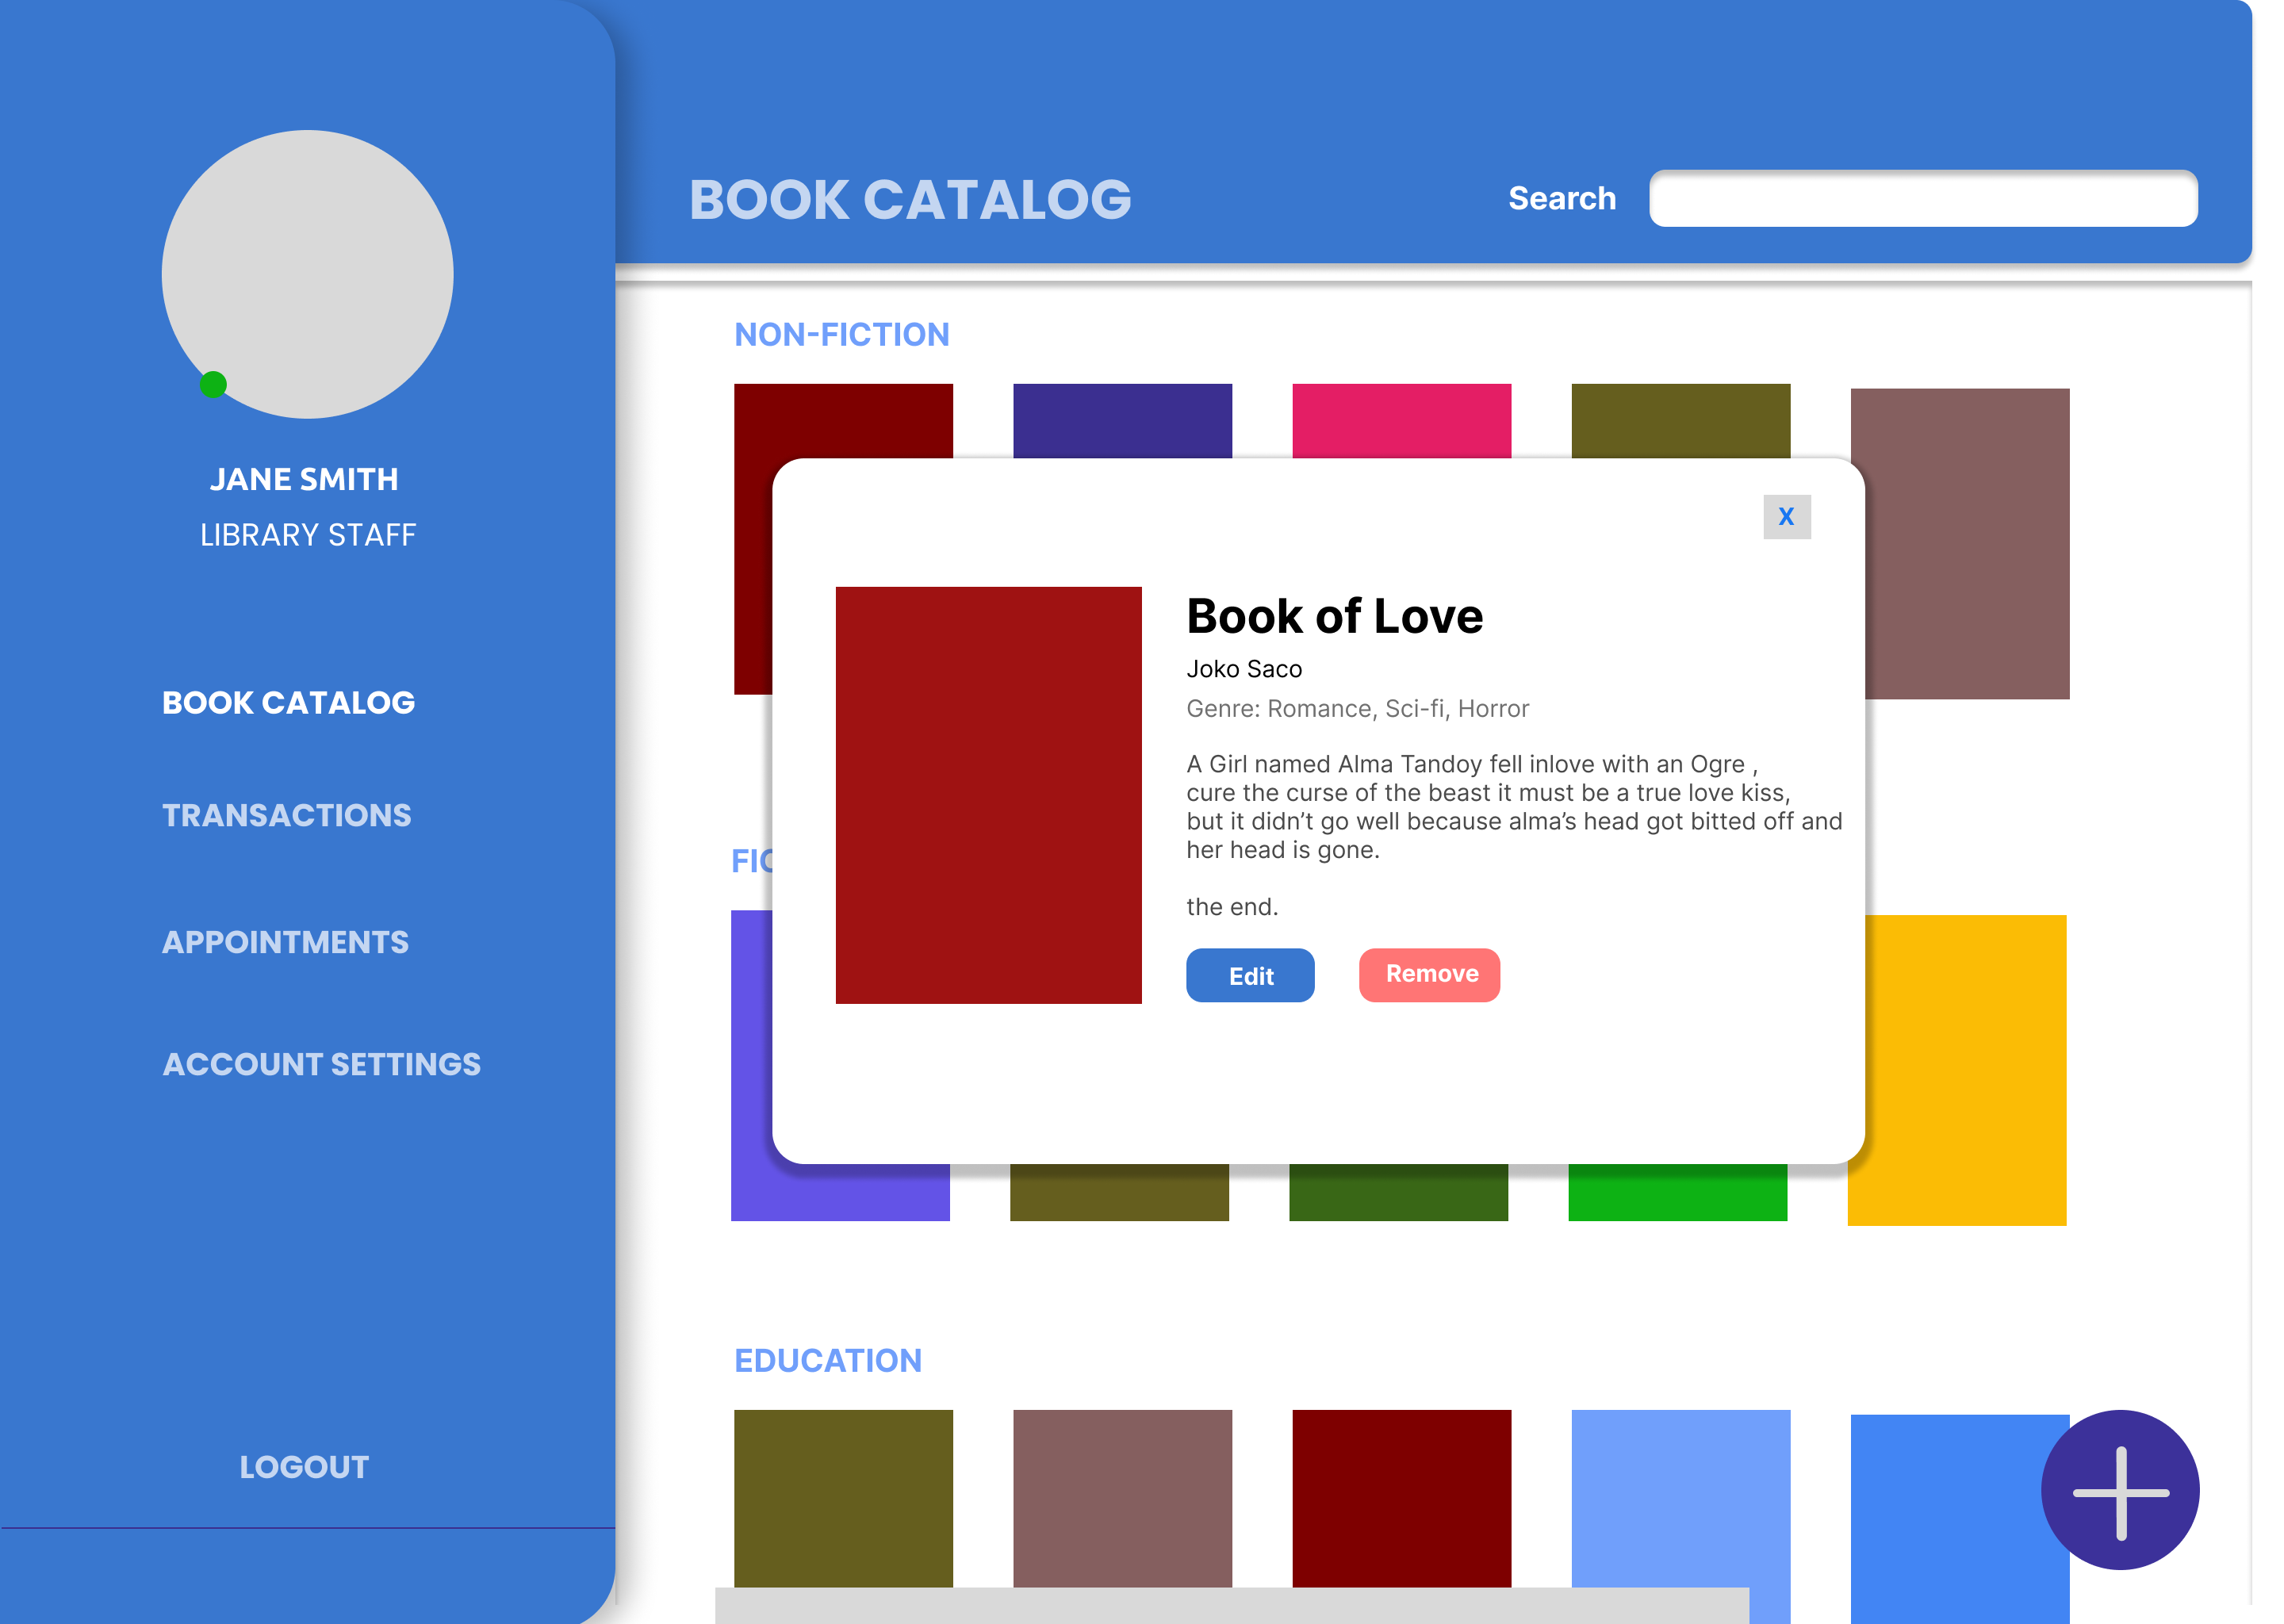 JANE SMITH
LIBRARY STAFF
BOOK CATALOG
TRANSACTIONS
APPOINTMENTS
ACCOUNT SETTINGS
LOGOUT
BOOK CATALOG
Search
NON-FICTION
X
Book of Love
Joko Saco
Genre: Romance, Sci-fi, Horror
A Girl named Alma Tandoy fell inlove with an Ogre ,
cure the curse of the beast it must be a true love kiss,
but it didn’t go well because alma’s head got bitted off and
her head is gone.
the end.
Edit
Remove
EDUCATION